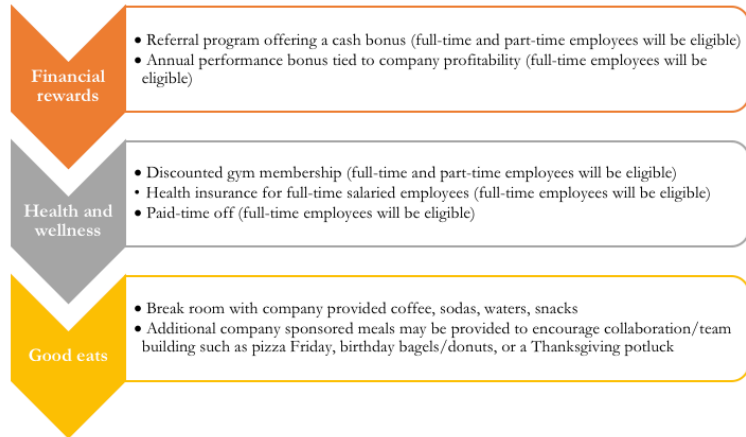 Financial
rewards
• Referral program offering a cash bonus (full-time and part-time employees will be eligible)
• Annual performance bonus tied to company profitability (full-time employees will be
eligible)
Health and
wellness
• Discounted gym membership (full-time and part-time employees will be eligible)
• Health insurance for full-time salaried employees (full-time employees will be eligible)
• Paid-time off (full-time employees will be eligible)
Good eats
• Break room with company provided coffee, sodas, waters, snacks
• Additional company sponsored meals may be provided to encourage collaboration/team
building such as pizza Friday, birthday bagels/donuts, or a Thanksgiving potluck